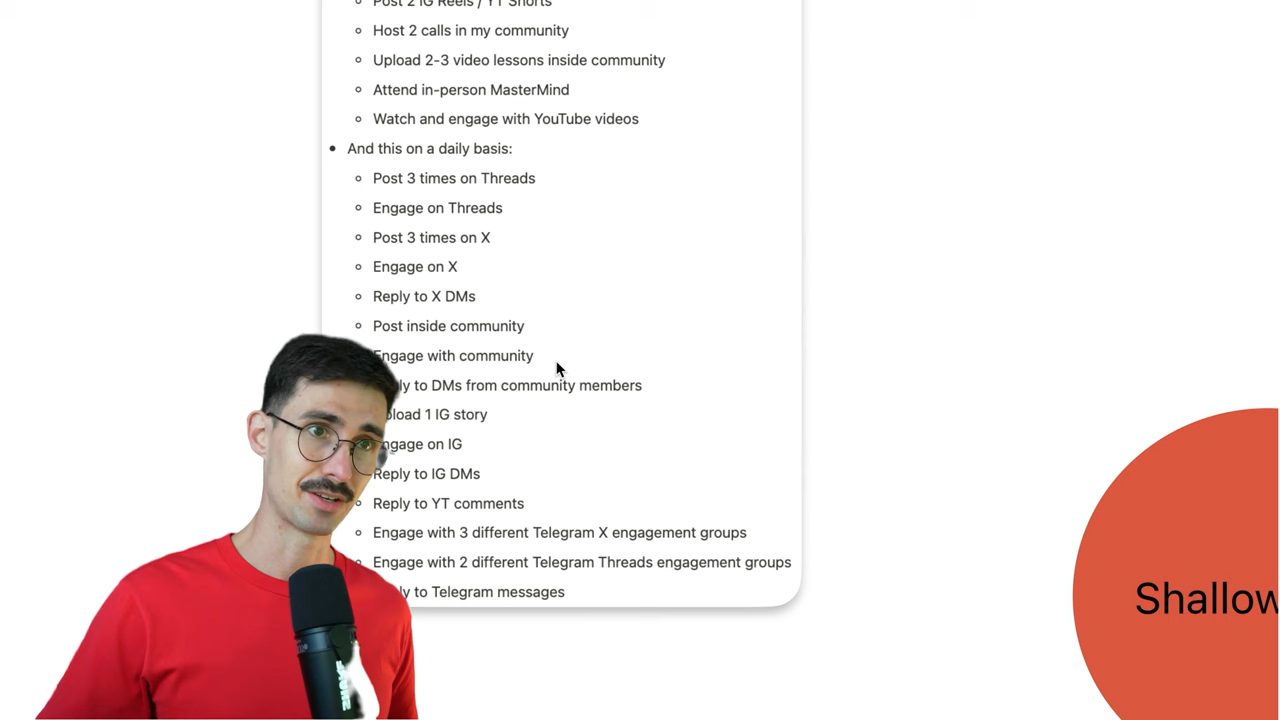 Post 2 IG Reels / YT Shorts
Host 2 calls in my community
Upload 2-3 video lessons inside community
Attend in-person MasterMind
Watch and engage with YouTube videos
And this on a daily basis:
Post 3 times on Threads
Engage on Threads
Post 3 times on X
Engage on X
Reply to X DMs
Post inside community
Engage with community
to DMs from community members
1 IG story
on IG
Reply to IG DMs
Reply to YT comments
Engage with 3 different Telegram X engagement groups
Engage with 2 different Telegram Threads engagement groups
to Telegram messages
Shallow